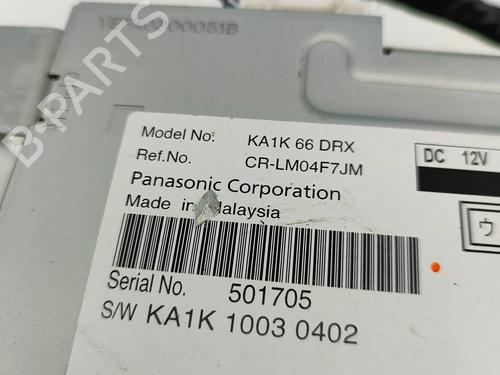 Model No: KA1K 66 DRX
Ref.No. CR-LM04F7JM
DC 12V
Panasonic Corporation
Made in Malaysia
ウ
Serial No. 501705
S/W KA1K 1003 0402
B-PARTS